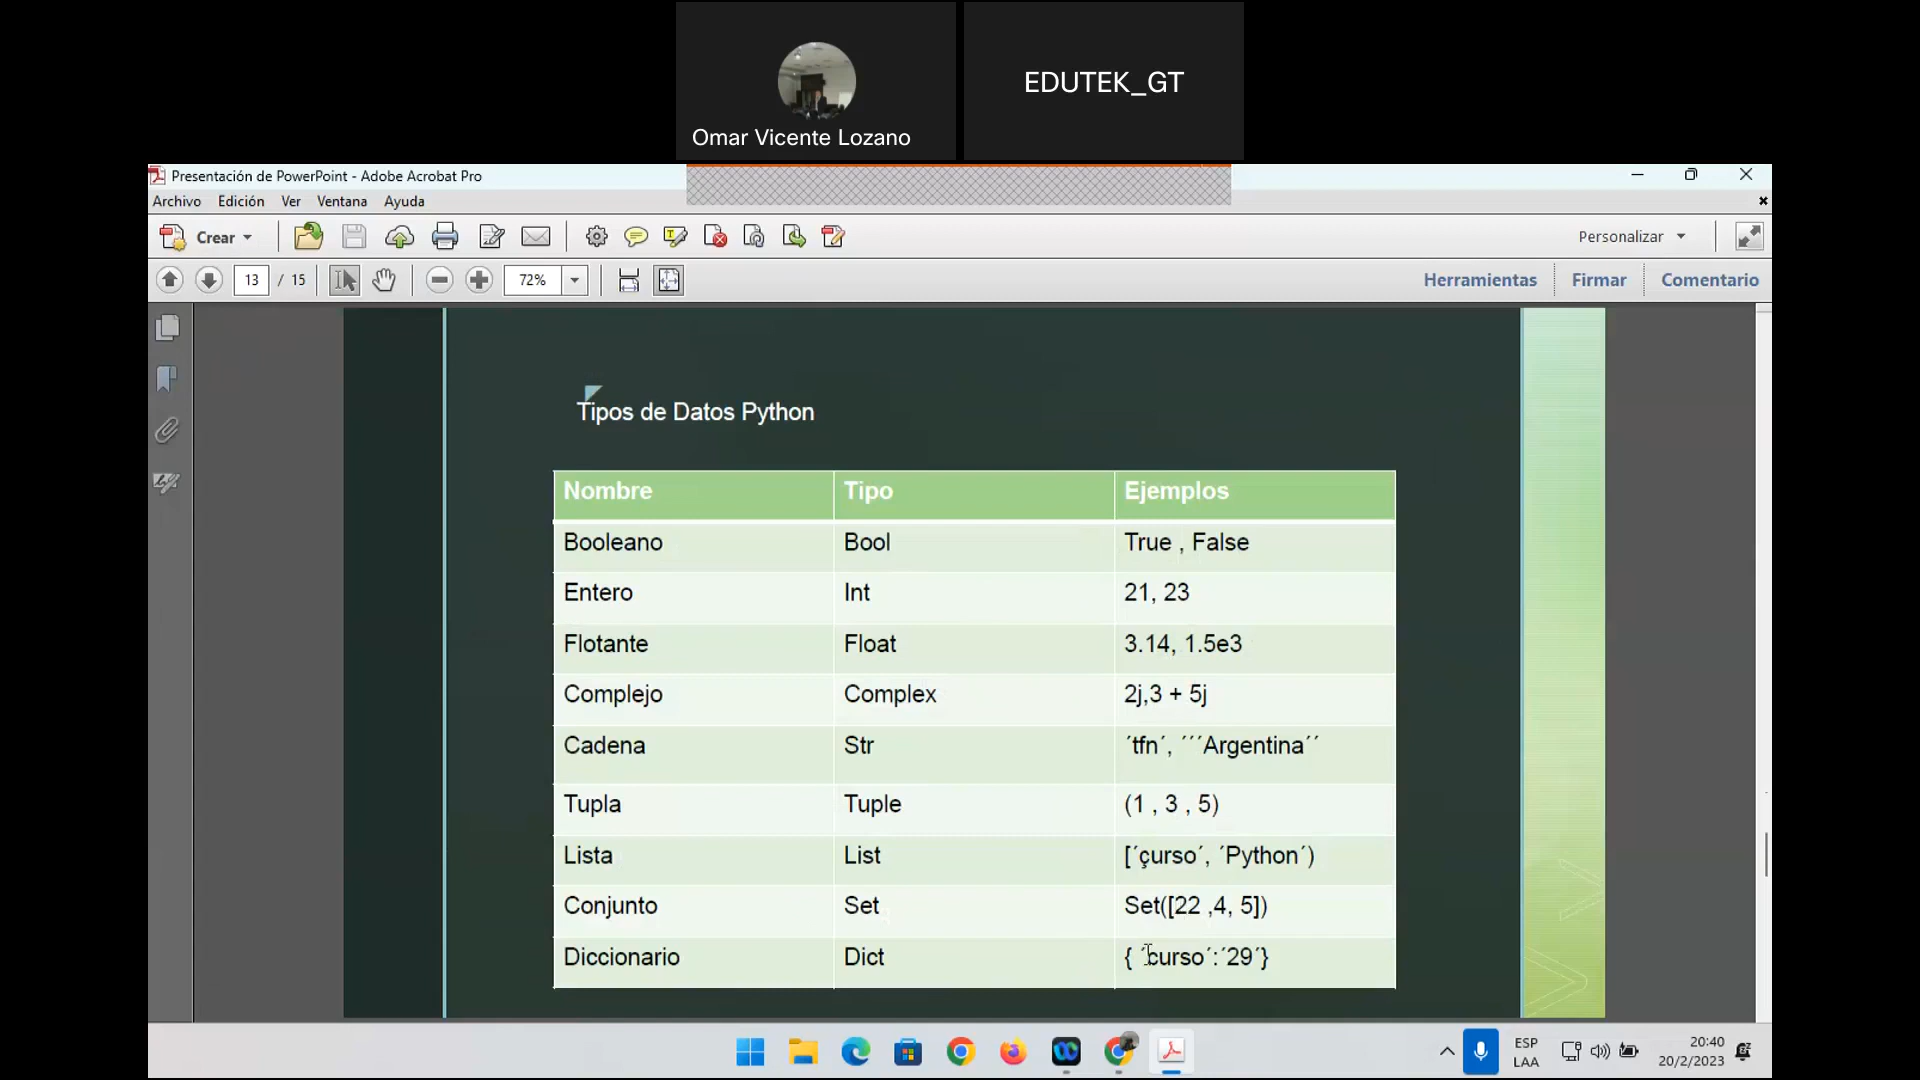 EDUTEK_GT
Omar Vicente Lozano
Presentación de PowerPoint - Adobe Acrobat Pro
Archivo Edición Ver Ventana Ayuda
Crear Personalizar
13 / 15 72% Herramientas Firmar Comentario
Tipos de Datos Python
Nombre Tipo Ejemplos
Booleano Bool True , False
Entero Int 21, 23
Flotante Float 3.14, 1.5e3
Complejo Complex 2j,3 + 5j
Cadena Str ´tfn´, ´´´Argentina´´
Tupla Tuple (1 , 3 , 5)
Lista List [´çurso´, ´Python´)
Conjunto Set Set([22 ,4, 5])
Diccionario Dict { ´curso´:´29´}
ESP 20:40
LAA 20/2/2023